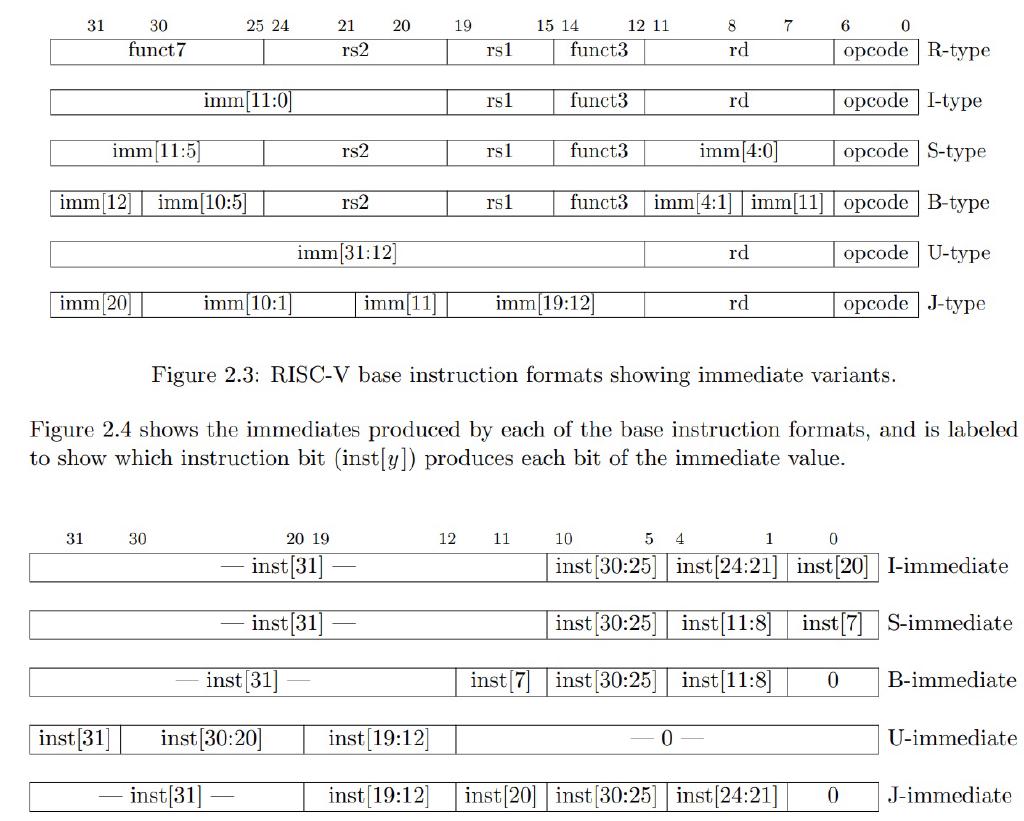 31 30 25 24 21 20 19 15 14 12 11 8 7 6 0
funct7 rs2 rs1 funct3 rd opcode R-type
imm[11:0] rs1 funct3 rd opcode I-type
imm[11:5] rs2 rs1 funct3 imm[4:0] opcode S-type
imm[12] imm[10:5] rs2 rs1 funct3 imm[4:1] imm[11] opcode B-type
imm[31:12] rd opcode U-type
imm[20] imm[10:1] imm[11] imm[19:12] rd opcode J-type
Figure 2.3: RISC-V base instruction formats showing immediate variants.
Figure 2.4 shows the immediates produced by each of the base instruction formats, and is labeled
to show which instruction bit (inst[y]) produces each bit of the immediate value.
31 30 20 19 12 11 10 5 4 1 0
— inst[31] — inst[30:25] inst[24:21] inst[20] I-immediate
— inst[31] — inst[30:25] inst[11:8] inst[7] S-immediate
— inst[31] — inst[7] inst[30:25] inst[11:8] 0 B-immediate
inst[31] inst[30:20] inst[19:12] — 0 — U-immediate
— inst[31] — inst[19:12] inst[20] inst[30:25] inst[24:21] 0 J-immediate